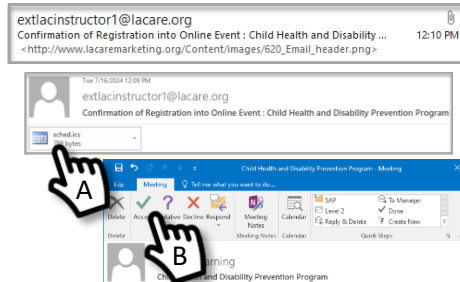 extlacinstructor1@lacare.org
Confirmation of Registration into Online Event : Child Health and Disability ... 12:10 PM
<http://www.lacaremarketing.org/Content/images/620_Email_header.png>
Tue 7/16/2024 12:09 PM
extlacinstructor1@lacare.org
Confirmation of Registration into Online Event : Child Health and Disability Prevention Program
sched.ics
bytes
A
Child Health and Disability Prevention Program - Meeting
File Meeting Tell me what you want to do...
Delete Tentative Decline Respond Meeting Notes Calendar
SAP To Manager
Level 2 Done
Reply & Delete Create New
Delete Meeting Notes Calendar Quick Steps
B
and Disability Prevention Program